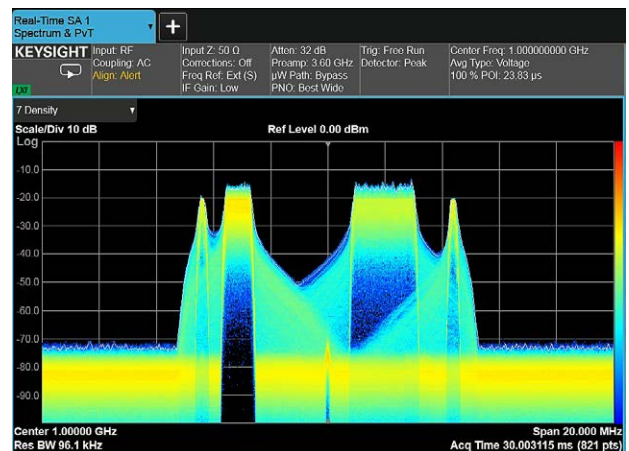 Real-Time SA 1
Spectrum & PvT
KEYSIGHT
LXI
Input: RF
Coupling: AC
Align: Alert
Input Z: 50 Ω
Corrections: Off
Freq Ref: Ext (S)
IF Gain: Low
Atten: 32 dB
Preamp: 3.60 GHz
µW Path: Bypass
PNO: Best Wide
Trig: Free Run
Detector: Peak
Center Freq: 1.000000000 GHz
Avg Type: Voltage
100 % POI: 23.83 µs
7 Density
Scale/Div 10 dB
Ref Level 0.00 dBm
Log
-10.0
-20.0
-30.0
-40.0
-50.0
-60.0
-70.0
-80.0
-90.0
Center 1.00000 GHz
Span 20.000 MHz
Res BW 96.1 kHz
Acq Time 30.003115 ms (821 pts)